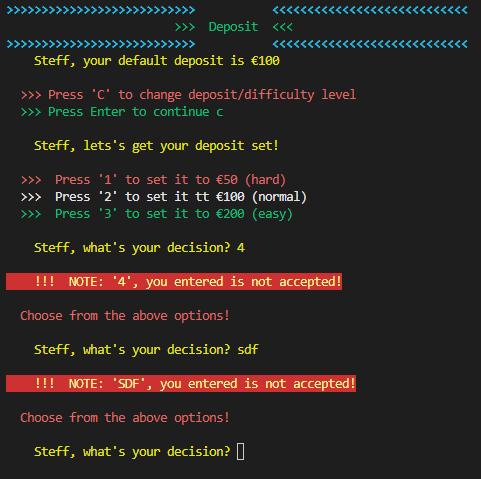 >>>>>>>>>>>>>>>>>>>>>>>>>>> <<<<<<<<<<<<<<<<<<<<<<<<<<<<
>>> Deposit <<<
>>>>>>>>>>>>>>>>>>>>>>>>>>> <<<<<<<<<<<<<<<<<<<<<<<<<<<<
Steff, your default deposit is €100
>>> Press 'C' to change deposit/difficulty level
>>> Press Enter to continue c
Steff, lets's get your deposit set!
>>> Press '1' to set it to €50 (hard)
>>> Press '2' to set it tt €100 (normal)
>>> Press '3' to set it to €200 (easy)
Steff, what's your decision? 4
!!! NOTE: '4', you entered is not accepted!
Choose from the above options!
Steff, what's your decision? sdf
!!! NOTE: 'SDF', you entered is not accepted!
Choose from the above options!
Steff, what's your decision?